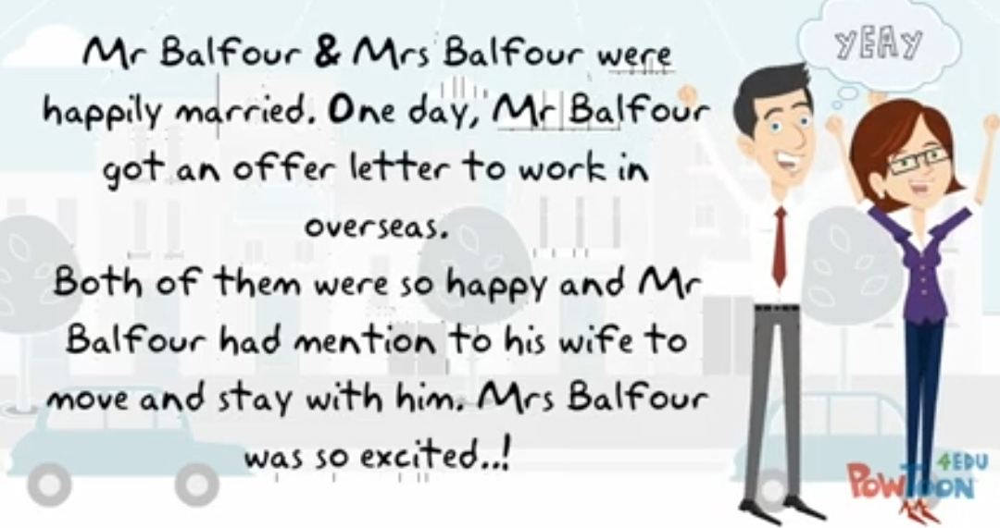 Mr Balfour & Mrs Balfour were
happily married. One day, Mr Balfour
got an offer letter to work in
overseas.
Both of them were so happy and Mr
Balfour had mention to his wife to
move and stay with him. Mrs Balfour
was so excited..!
YEAY
4EDU
POWTOON